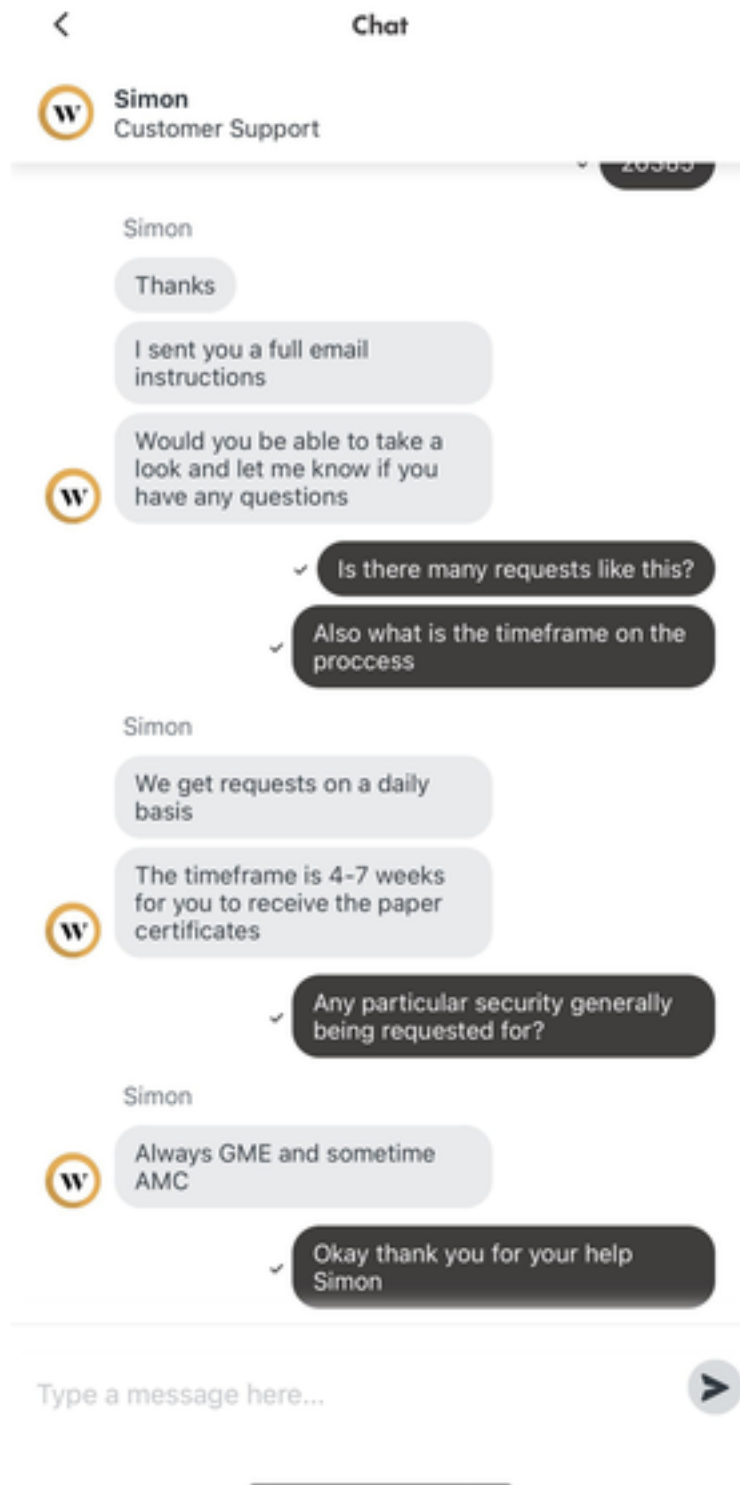 Chat
W
Simon
Customer Support
Simon
Thanks
I sent you a full email
instructions
Would you be able to take a
look and let me know if you
have any questions
W
Is there many requests like this?
Also what is the timeframe on the
proccess
Simon
We get requests on a daily
basis
The timeframe is 4-7 weeks
for you to receive the paper
certificates
W
Any particular security generally
being requested for?
Simon
Always GME and sometime
AMC
W
Okay thank you for your help
Simon
Type a message here...